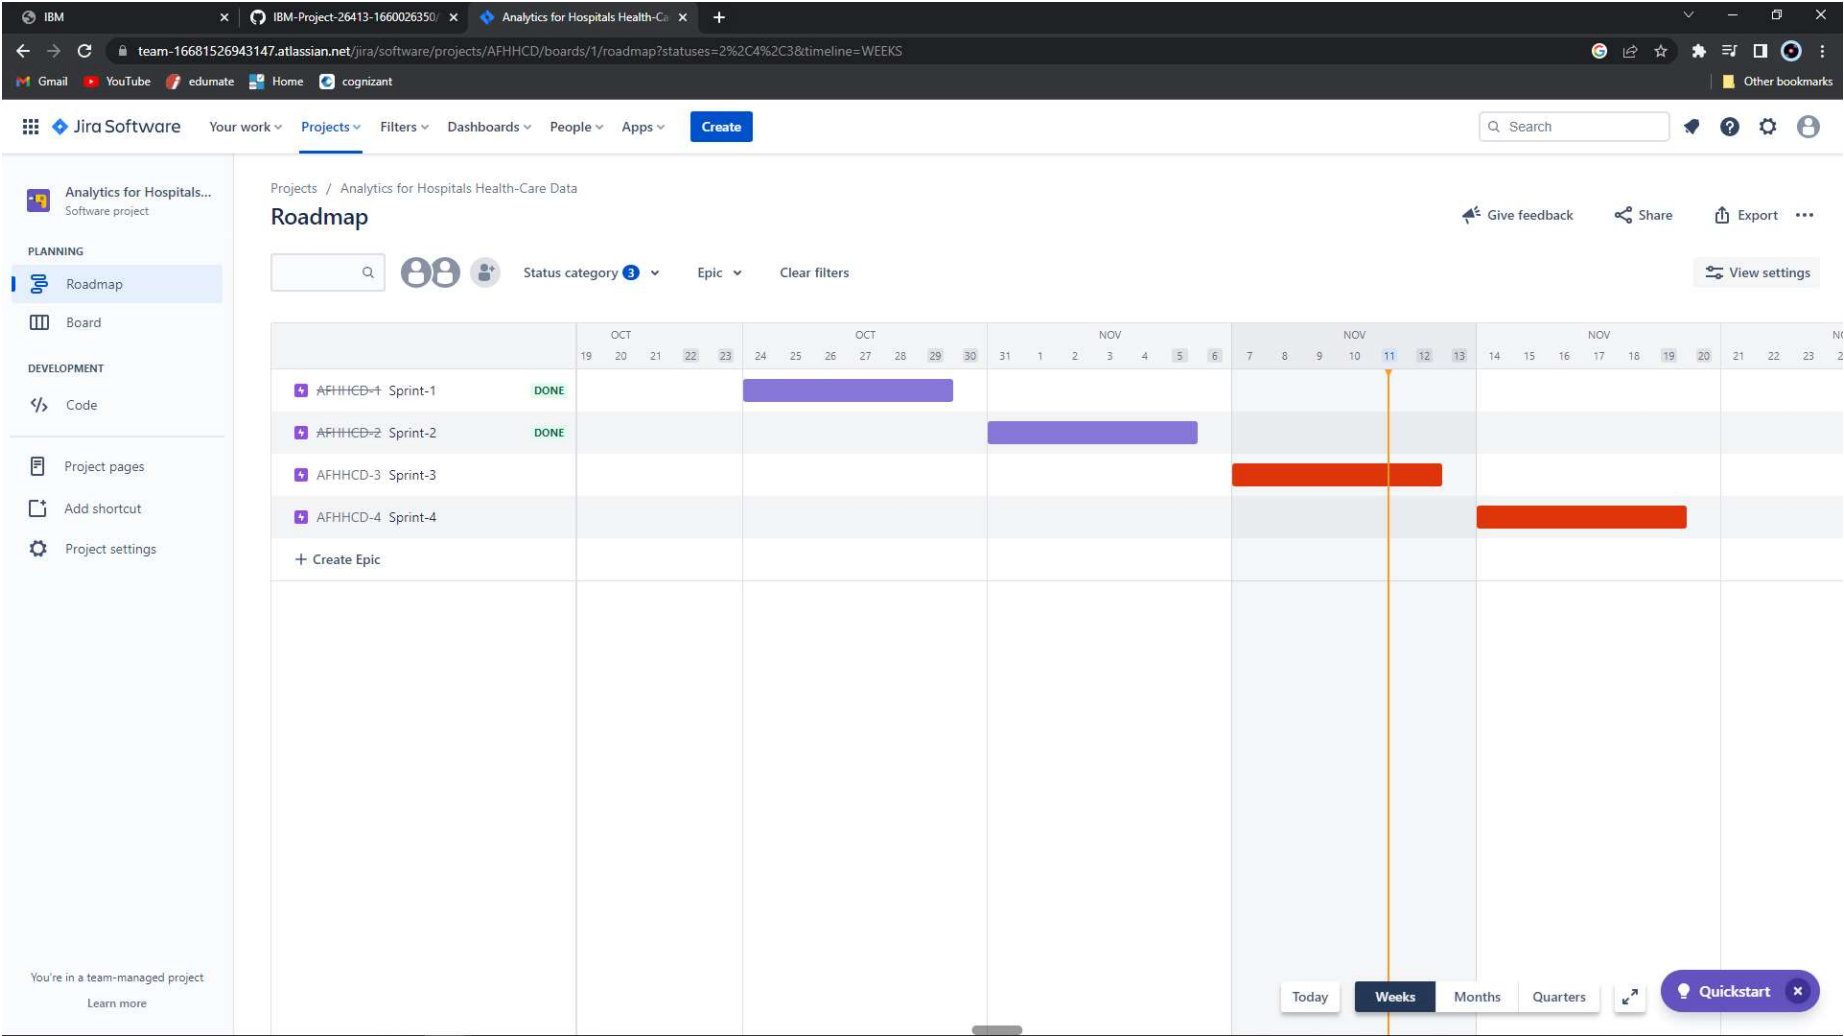 IBM
IBM-Project-26413-1660026350/
Analytics for Hospitals Health-Ca
team-16681526943147.atlassian.net/jira/software/projects/AFHHCD/boards/1/roadmap?statuses=2%2C4%2C3&timeline=WEEKS
Gmail YouTube edumate Home cognizant Other bookmarks
Jira Software Your work Projects Filters Dashboards People Apps Create Search
Analytics for Hospitals...
Software project
PLANNING
Roadmap
Board
DEVELOPMENT
Code
Project pages
Add shortcut
Project settings
You're in a team-managed project
Learn more
Projects / Analytics for Hospitals Health-Care Data
Roadmap
Give feedback Share Export
Status category 3 Epic Clear filters View settings
OCT OCT NOV NOV NOV
19 20 21 22 23 24 25 26 27 28 29 30 31 1 2 3 4 5 6 7 8 9 10 11 12 13 14 15 16 17 18 19 20 21 22 23
AFHHCD-1 Sprint-1 DONE
AFHHCD-2 Sprint-2 DONE
AFHHCD-3 Sprint-3
AFHHCD-4 Sprint-4
+ Create Epic
Today Weeks Months Quarters
Quickstart